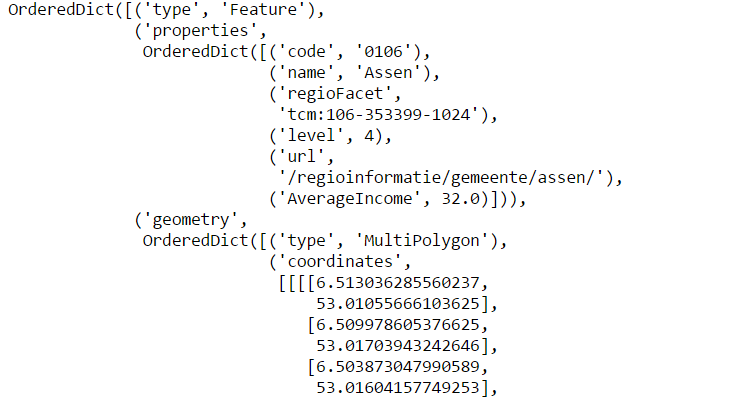 OrderedDict([('type', 'Feature'),
             ('properties',
              OrderedDict([('code', '0106'),
                           ('name', 'Assen'),
                           ('regioFacet',
                            'tcm:106-353399-1024'),
                           ('level', 4),
                           ('url',
                            '/regioinformatie/gemeente/assen/'),
                           ('AverageIncome', 32.0)])),
             ('geometry',
              OrderedDict([('type', 'MultiPolygon'),
                           ('coordinates',
                            [[[[6.513036285560237,
                                53.01055666103625],
                               [6.509978605376625,
                                53.01703943242646],
                               [6.503873047990589,
                                53.01604157749253],